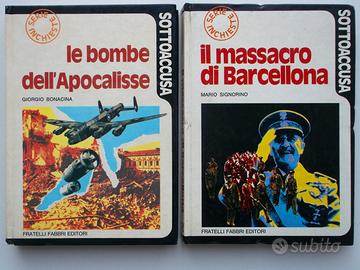 SERIE
INCHIESTE
SOTTOACCUSA
le bombe
dell'Apocalisse
GIORGIO BONACINA
FRATELLI FABBRI EDITORI
SERIE
INCHIESTE
SOTTOACCUSA
il massacro
di Barcellona
MARIO SIGNORINO
FRATELLI FABBRI EDITORI
subito